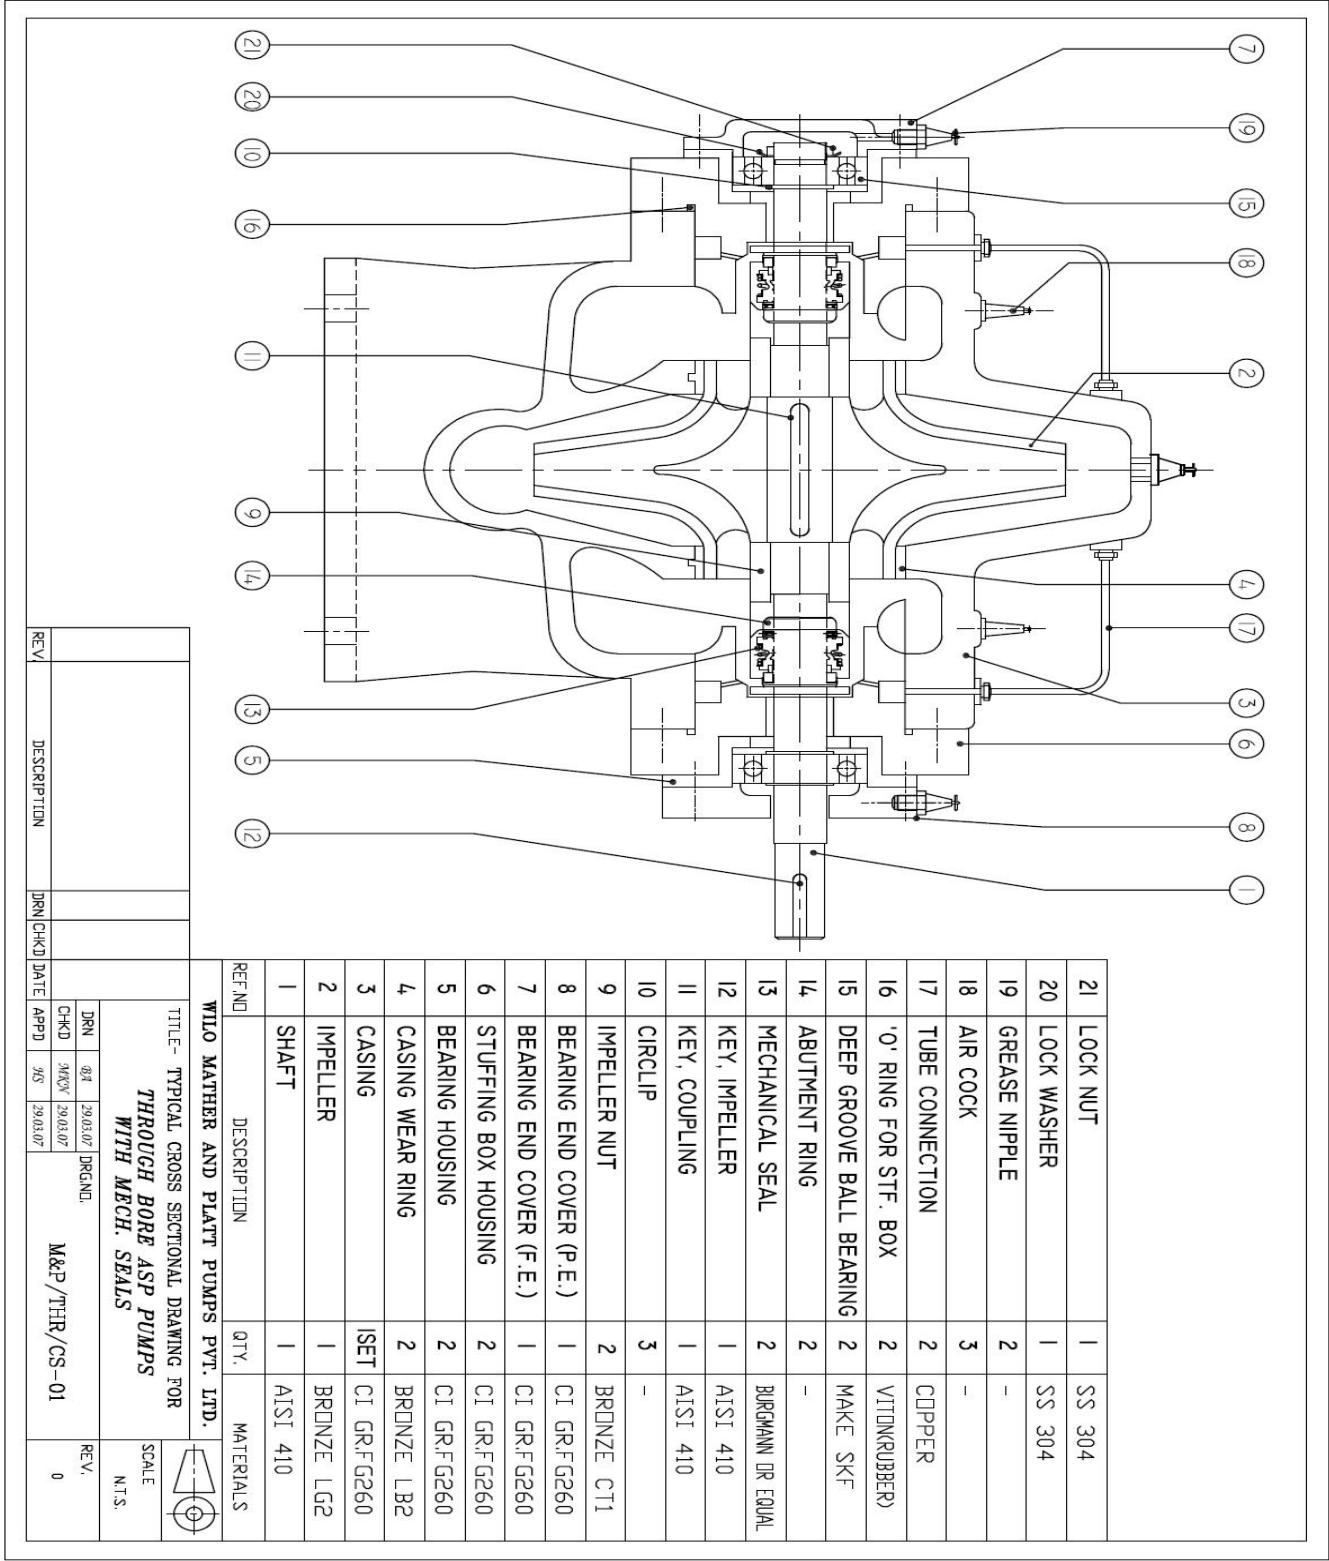 21
20
10
16
11
9
14
13
5
12
7
19
15
18
2
4
17
3
6
8
1
21 LOCK NUT 1 SS 304
20 LOCK WASHER 1 SS 304
19 GREASE NIPPLE 2 -
18 AIR COCK 3 -
17 TUBE CONNECTION 2 COPPER
16 'O' RING FOR STF. BOX 2 VITON(RUBBER)
15 DEEP GROOVE BALL BEARING 2 MAKE SKF
14 ABUTMENT RING 2 -
13 MECHANICAL SEAL 2 BURGMANN OR EQUAL
12 KEY, IMPELLER 1 AISI 410
11 KEY, COUPLING 1 AISI 410
10 CIRCLIP 3 -
9 IMPELLER NUT 2 BRONZE CT1
8 BEARING END COVER (P.E.) 1 CI GR.FG260
7 BEARING END COVER (F.E.) 1 CI GR.FG260
6 STUFFING BOX HOUSING 2 CI GR.FG260
5 BEARING HOUSING 2 CI GR.FG260
4 CASING WEAR RING 2 BRONZE LB2
3 CASING 1SET CI GR.FG260
2 IMPELLER 1 BRONZE LG2
1 SHAFT 1 AISI 410
REF.NO DESCRIPTION QTY. MATERIALS
WILO MATHER AND PLATT PUMPS PVT. LTD.
TITLE- TYPICAL CROSS SECTIONAL DRAWING FOR
THROUGH BORE ASP PUMPS
WITH MECH. SEALS
SCALE
N.T.S.
DRN BA 29.03.07 DRG.NO.
CHKD MKN 29.03.07
APPD HS 29.03.07
M&P/THR/CS-01
REV.
0
REV. DESCRIPTION DRN CHKD DATE